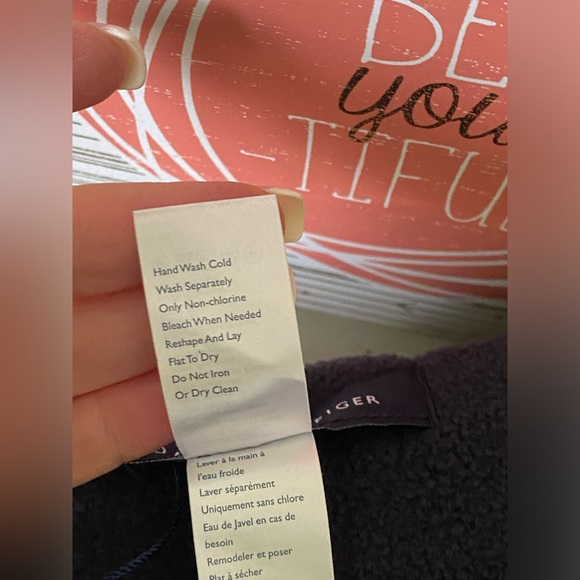 BE
you
-TIFU
Hand Wash Cold
Wash Separately
Only Non-chlorine
Bleach When Needed
Reshape And Lay
Flat To Dry
Do Not Iron
Or Dry Clean
IGER
Laver à la main à
l'eau froide
Laver séparément
Uniquement sans chlore
Eau de Javel en cas de
besoin
Remodeler et poser
Plar à sécher